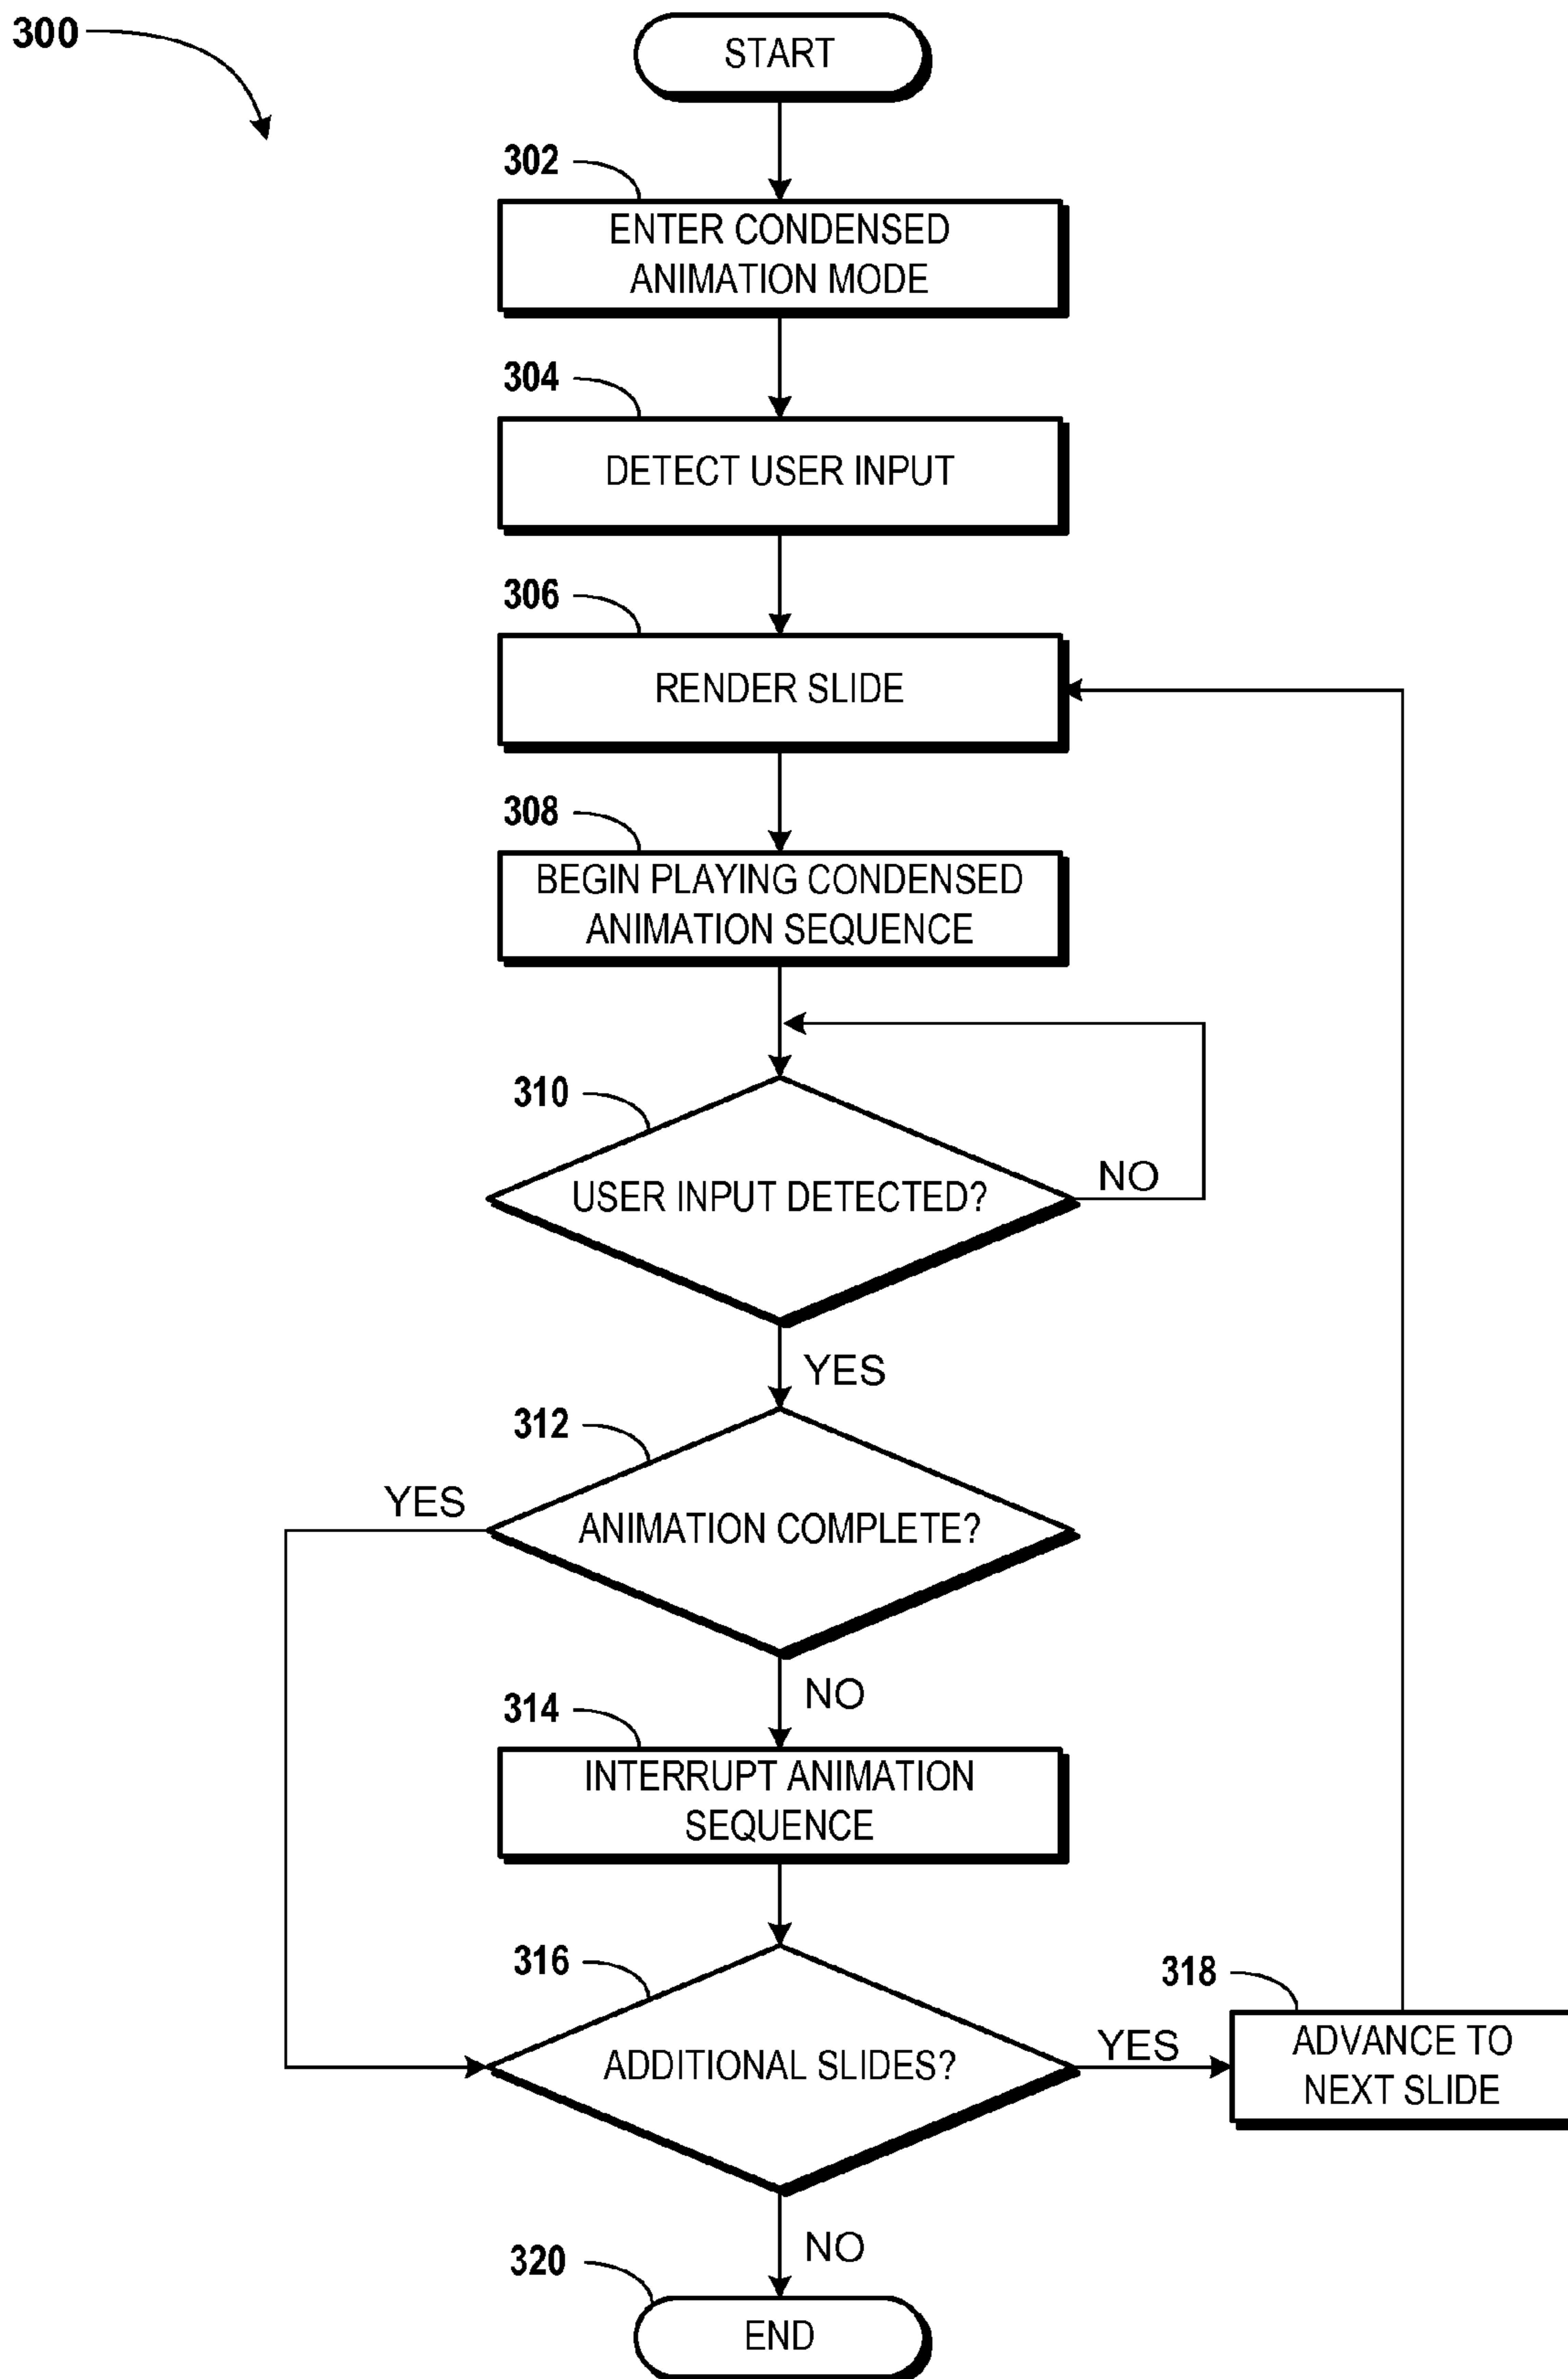 300
START
302
ENTER CONDENSED
ANIMATION MODE
304
DETECT USER INPUT
306
RENDER SLIDE
308
BEGIN PLAYING CONDENSED
ANIMATION SEQUENCE
310
USER INPUT DETECTED?
NO
YES
312
YES
ANIMATION COMPLETE?
NO
314
INTERRUPT ANIMATION
SEQUENCE
316
ADDITIONAL SLIDES?
YES
318
ADVANCE TO
NEXT SLIDE
NO
320
END